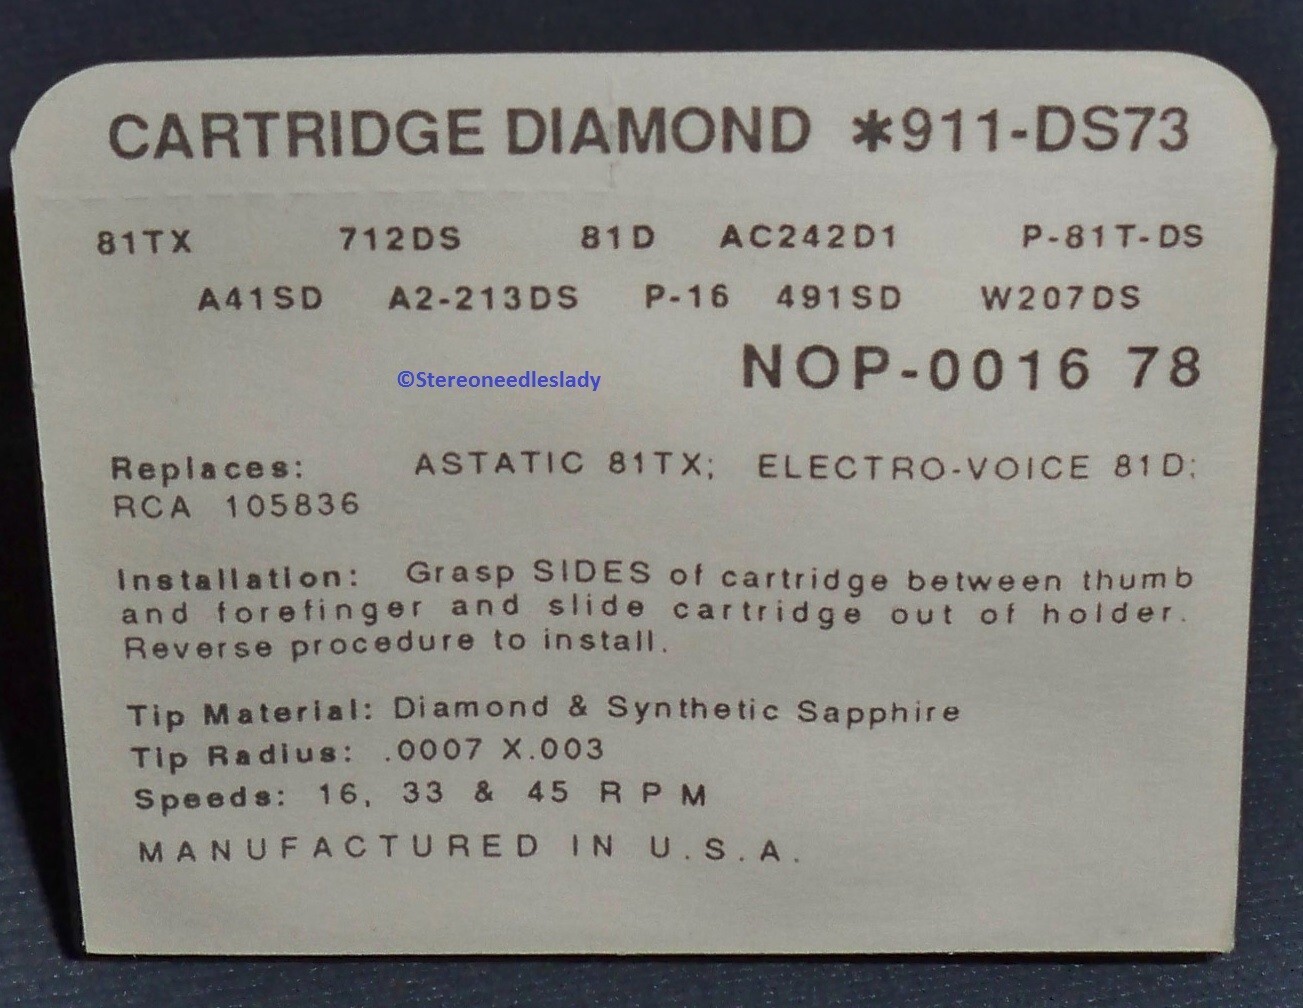 CARTRIDGE DIAMOND *911-DS73
81TX 712DS 81D AC242D1 P-81T-DS
A41SD A2-213DS P-16 491SD W207DS
NOP-0016 78
©Stereoneedleslady
Replaces: ASTATIC 81TX; ELECTRO-VOICE 81D;
RCA 105836
Installation: Grasp SIDES of cartridge between thumb
and forefinger and slide cartridge out of holder.
Reverse procedure to install.
Tip Material: Diamond & Synthetic Sapphire
Tip Radius: .0007 X.003
Speeds: 16, 33 & 45 RPM
MANUFACTURED IN U.S.A.